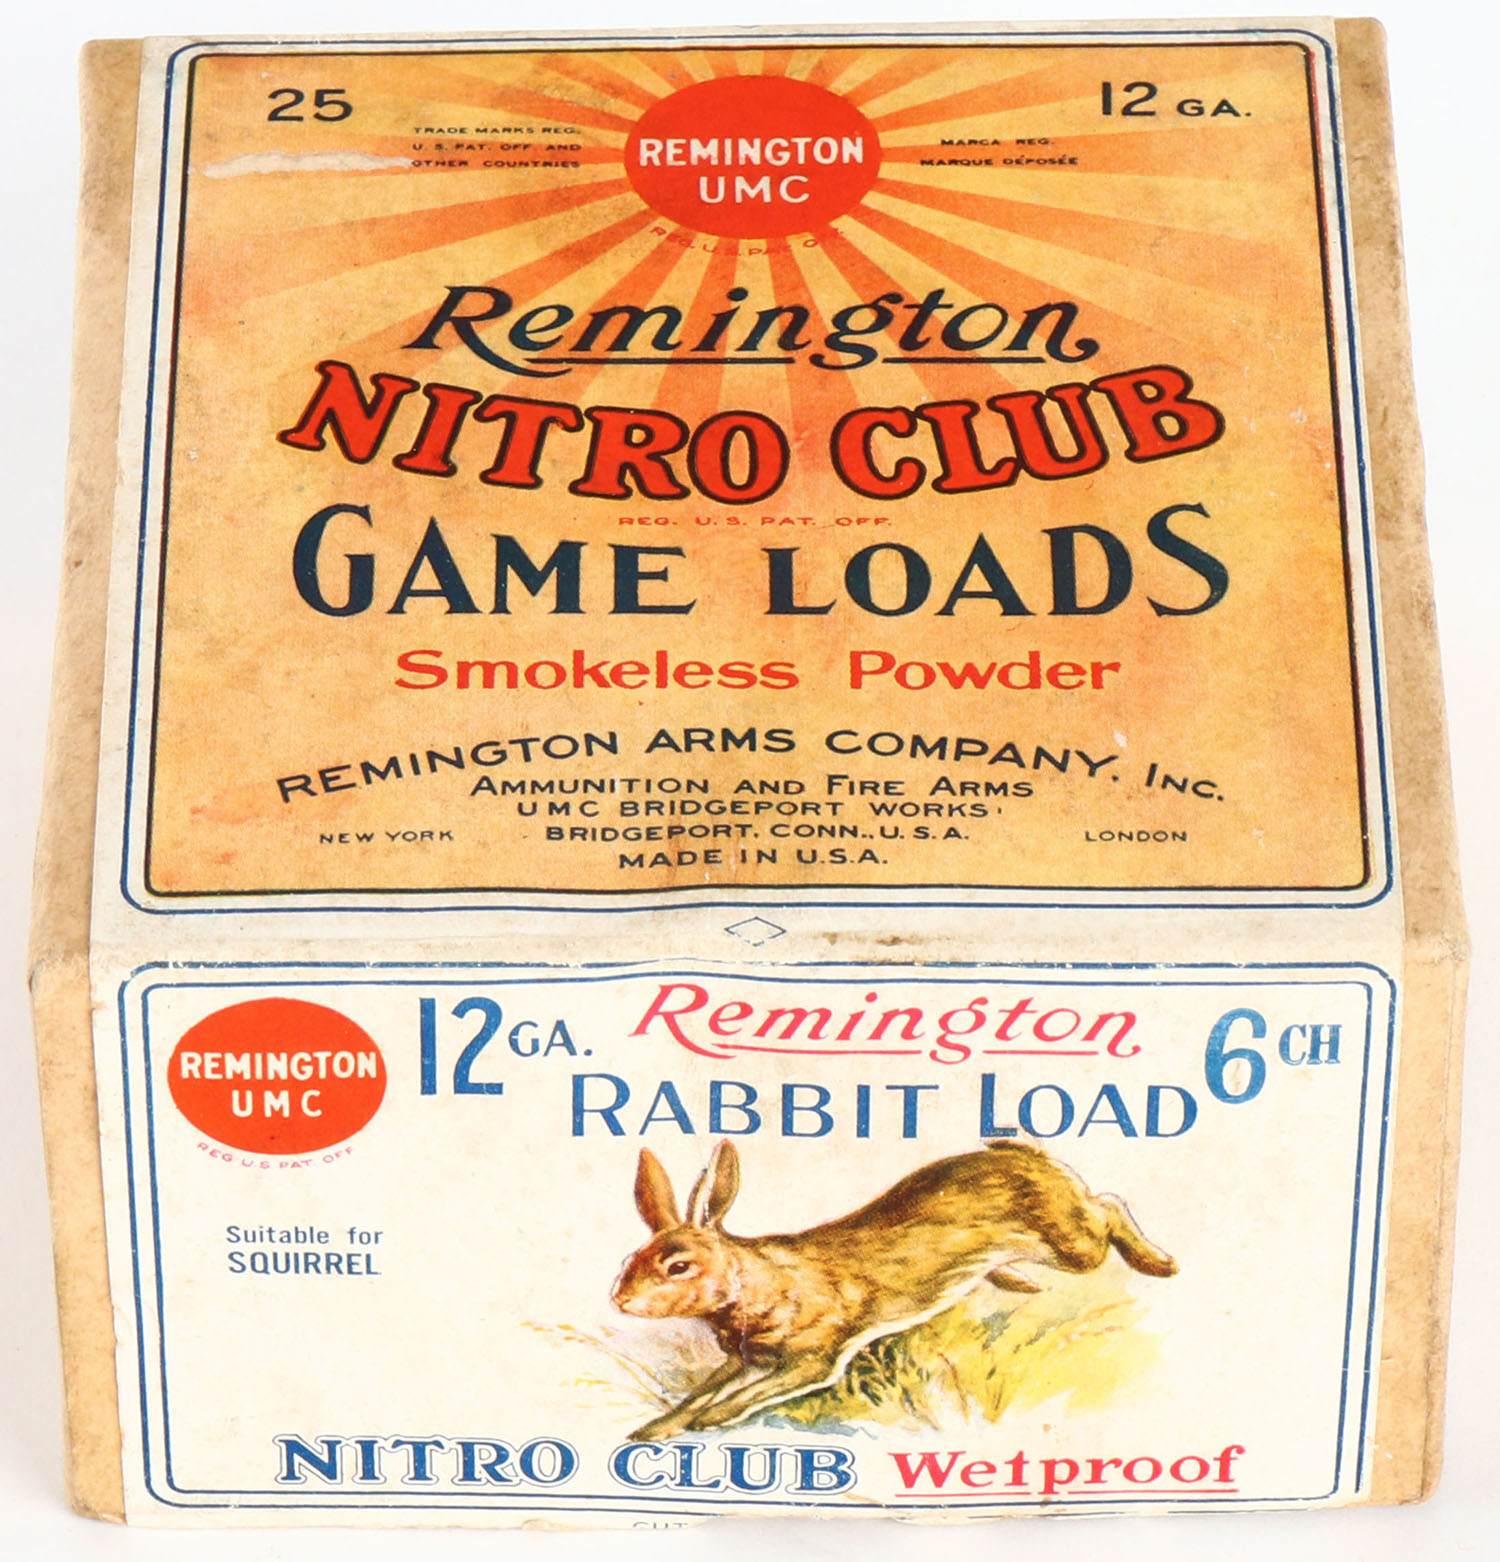 25
12 GA.
TRADE MARKS REG.
U. S. PAT. OFF. AND
OTHER COUNTRIES
REMINGTON
UMC
REG. U.S. PAT. OFF.
MARCA REG.
MARQUE DÉPOSÉE
Remington
NITRO CLUB
REG. U. S. PAT. OFF.
GAME LOADS
Smokeless Powder
REMINGTON ARMS COMPANY, INC.
AMMUNITION AND FIRE ARMS
UMC BRIDGEPORT WORKS
NEW YORK
BRIDGEPORT, CONN., U. S. A.
LONDON
MADE IN U.S.A.
REMINGTON
UMC
REG U.S PAT. OFF
12 GA.
Remington
6 CH
RABBIT LOAD
Suitable for
SQUIRREL
NITRO CLUB Wetproof